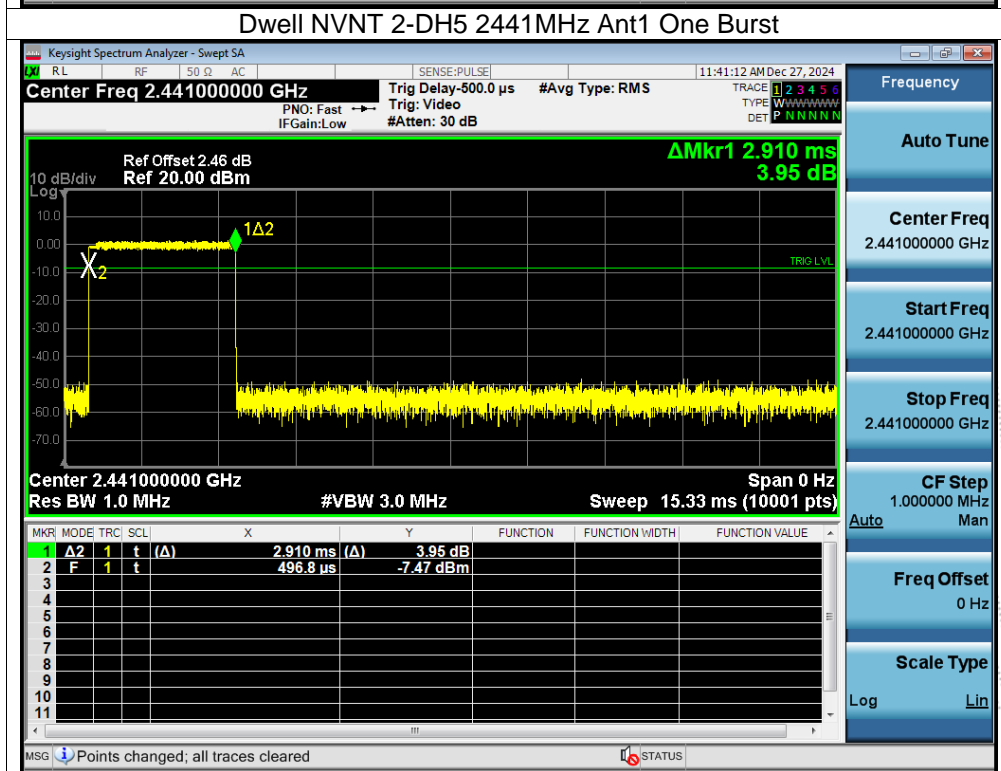 Dwell NVNT 2-DH5 2441MHz Ant1 One Burst
Keysight Spectrum Analyzer - Swept SA
LXI RL RF 50 Ω AC SENSE:PULSE 11:41:12 AM Dec 27, 2024
Center Freq 2.441000000 GHz Trig Delay-500.0 µs #Avg Type: RMS TRACE 1 2 3 4 5 6
PNO: Fast Trig: Video TYPE WWWWWWW
IFGain:Low #Atten: 30 dB DET P N N N N N
Frequency
Auto Tune
ΔMkr1 2.910 ms
3.95 dB
Ref Offset 2.46 dB
10 dB/div Ref 20.00 dBm
Log
10.0
0.00
-10.0
-20.0
-30.0
-40.0
-50.0
-60.0
-70.0
1Δ2
2
TRIG LVL
Center 2.441000000 GHz Span 0 Hz
Res BW 1.0 MHz #VBW 3.0 MHz Sweep 15.33 ms (10001 pts)
MKR MODE TRC SCL X Y FUNCTION FUNCTION WIDTH FUNCTION VALUE
1 Δ2 1 t (Δ) 2.910 ms (Δ) 3.95 dB
2 F 1 t 496.8 µs -7.47 dBm
3
4
5
6
7
8
9
10
11
Center Freq
2.441000000 GHz
Start Freq
2.441000000 GHz
Stop Freq
2.441000000 GHz
CF Step
1.000000 MHz
Auto Man
Freq Offset
0 Hz
Scale Type
Log Lin
MSG Points changed; all traces cleared STATUS